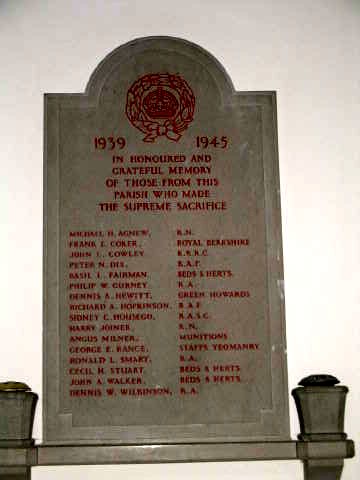 1939 1945
IN HONOURED AND
GRATEFUL MEMORY
OF THOSE FROM THIS
PARISH WHO MADE
THE SUPREME SACRIFICE
MICHAEL H. AGNEW, R.N.
FRANK E. COKER, ROYAL BERKSHIRE
JOHN L. COWLEY,
PETER N. DIX, R.A.F.
BASIL L. FAIRMAN, BEDS & HERTS.
PHILIP W. GURNEY, R.A.
DENNIS A. HEWITT, GREEN HOWARDS
RICHARD A. HOPKINSON, R.A.F.
SIDNEY C. HOUSEGO, R.A.S.C.
HARRY JOINER, R.N.
ANGUS MILNER, MUNITIONS
GEORGE E. RANCE, STAFFS. YEOMANRY
RONALD L. SMART, R.A.
CECIL H. STUART, BEDS & HERTS.
JOHN A. WALKER, BEDS & HERTS.
DENNIS W. WILKINSON, R.A.